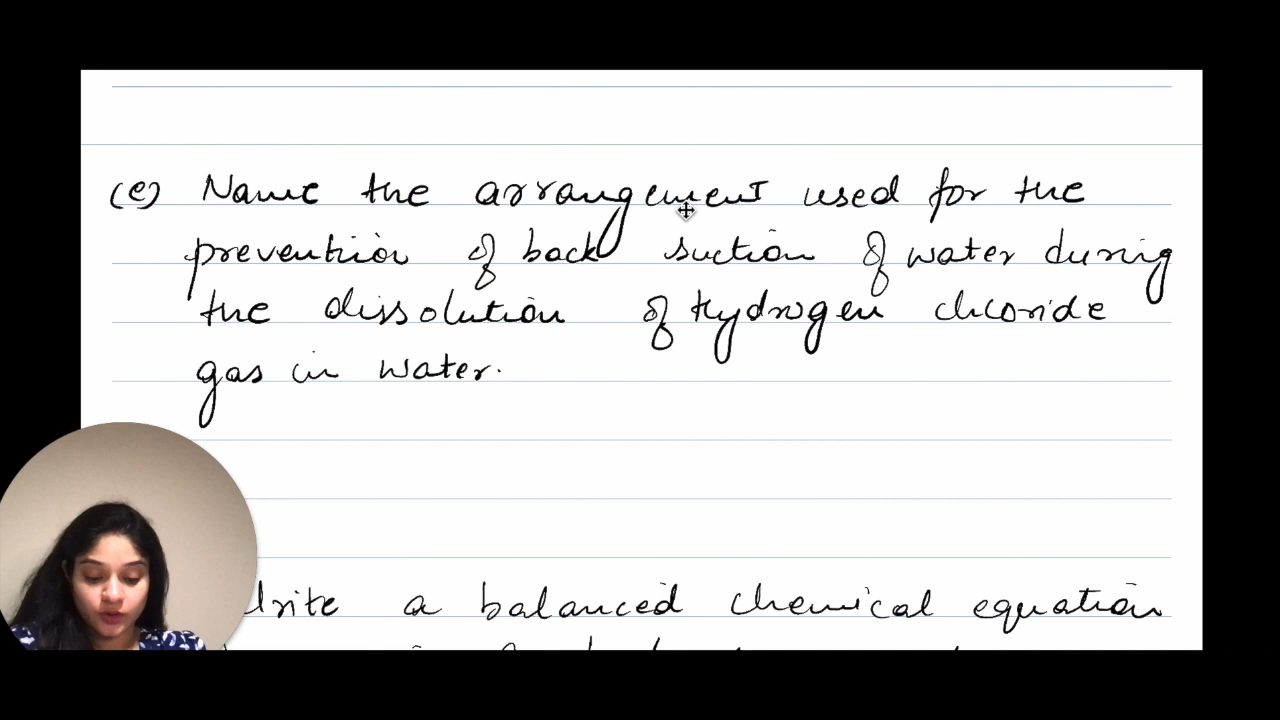 (e) Name the arrangement used for the
prevention of back suction of water during
the dissolution of Hydrogen chloride
gas in water.
a balanced chemical equation